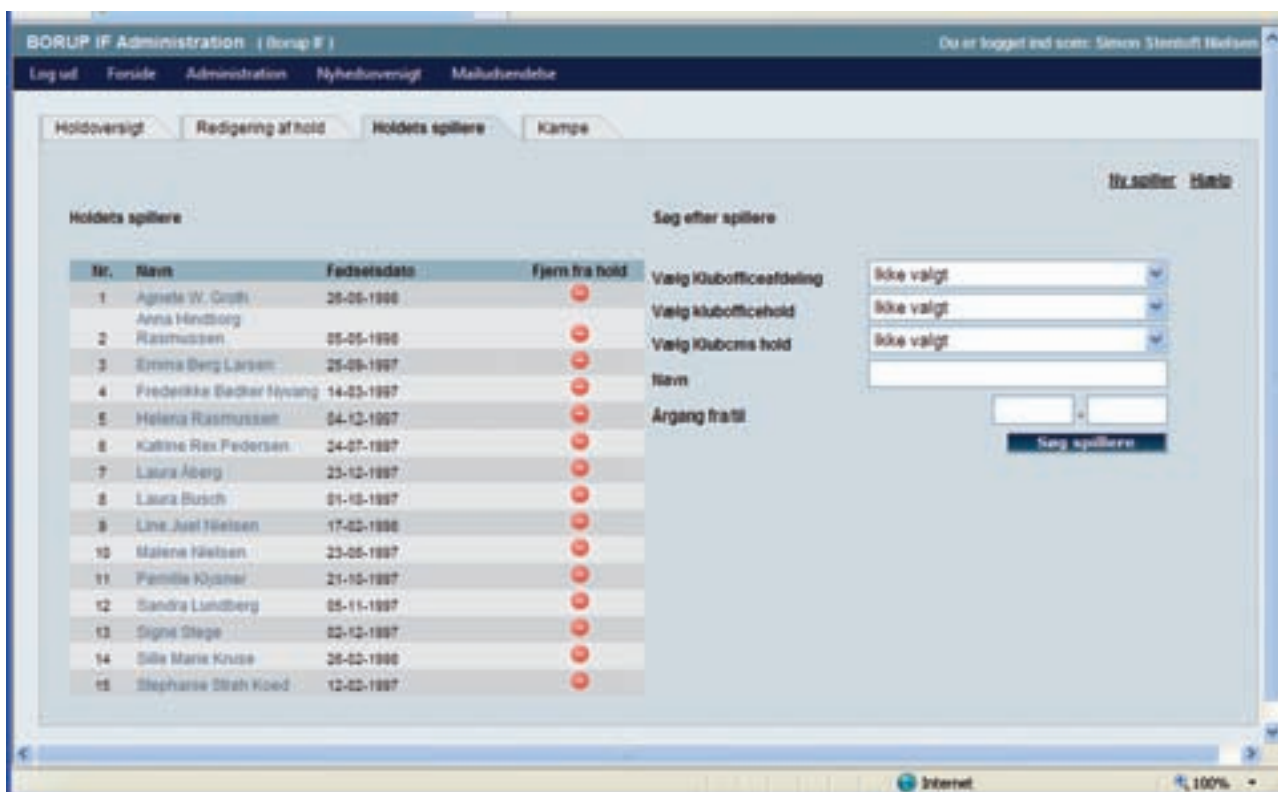 BORUP IF Administration ( Borup IF )
Du er logget ind som: Simon Stentoft Nielsen
Log ud Forside Administration Nyhedsoversigt Mailudsendelse
Holdoversigt Redigering af hold Holdets spillere Kampe
Ny spiller Hjælp
Holdets spillere
Søg efter spillere
Nr. Navn Fødselsdato Fjern fra hold
1 Agnete W. Groth
Anna Hindborg
2 Rasmussen 05-05-1998
3 Emma Berg Larsen 25-09-1997
4 Frederikke Bødker Nyvang 14-03-1997
5 Helena Rasmussen 04-12-1997
6 Katrine Rex Pedersen 24-07-1997
7 Laura Åberg 23-12-1997
8 Laura Busch 01-10-1997
9 Line Juel Nielsen 17-02-1998
10 Malene Nielsen
11 Pernille Klysner 21-10-1997
12 Sandra Lundberg 05-11-1997
13 Signe Stege 02-12-1997
14 Sille Marie Kruse 26-02-1998
15 Stephanie Strah Koed 12-02-1997
Vælg Klubofficeafdeling Ikke valgt
Vælg klubofficehold Ikke valgt
Vælg Klubcms hold Ikke valgt
Navn
Årgang fra/til -
Søg spillere
Internet 100%